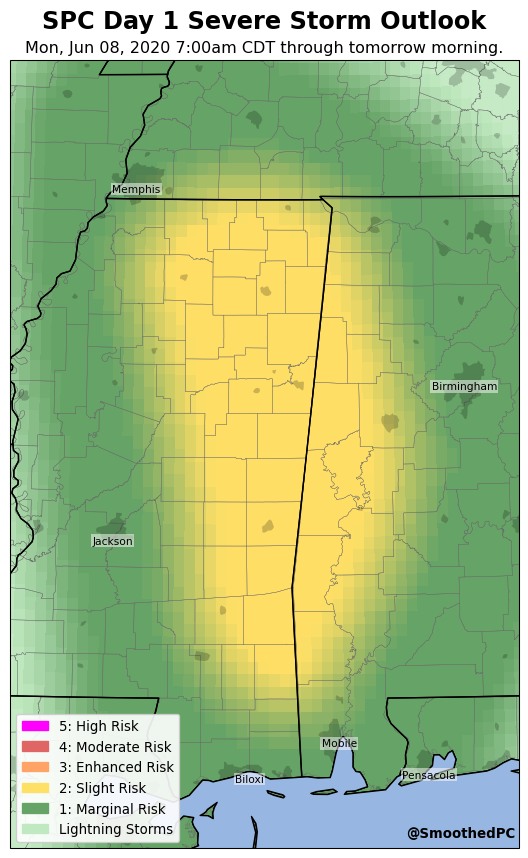 SPC Day 1 Severe Storm Outlook
Mon, Jun 08, 2020 7:00am CDT through tomorrow morning.
Memphis
Birmingham
Jackson
Mobile
Biloxi
Pensacola
5: High Risk
4: Moderate Risk
3: Enhanced Risk
2: Slight Risk
1: Marginal Risk
Lightning Storms
@SmoothedPC